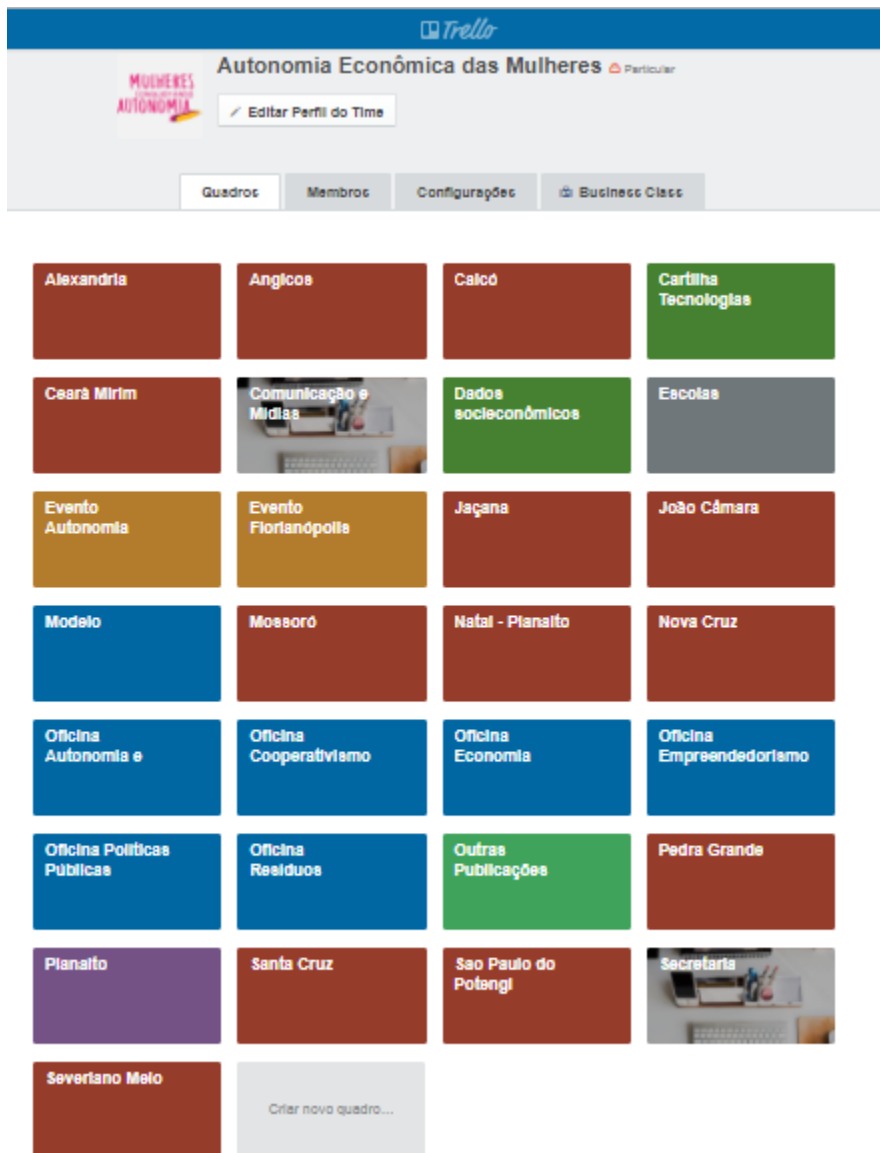 Trello
Autonomia Econômica das Mulheres Particular
MULHERES
AUTONOMIA
Editar Perfil do Time
Quadros Membros Configurações Business Class
Alexandria
Angicos
Caicó
Cartilha
Tecnologias
Ceará Mirim
Comunicação e
Mídias
Dados
socieconômicos
Escolas
Evento
Autonomia
Evento
Florianópolis
Jaçana
João Câmara
Modelo
Mossoró
Natal - Planalto
Nova Cruz
Oficina
Autonomia e
Oficina
Cooperativismo
Oficina
Economia
Oficina
Empreendedorismo
Oficina Políticas
Públicas
Oficina
Resíduos
Outras
Publicações
Pedra Grande
Planalto
Santa Cruz
Sao Paulo do
Potengi
Secretaria
Severiano Melo
Criar novo quadro...